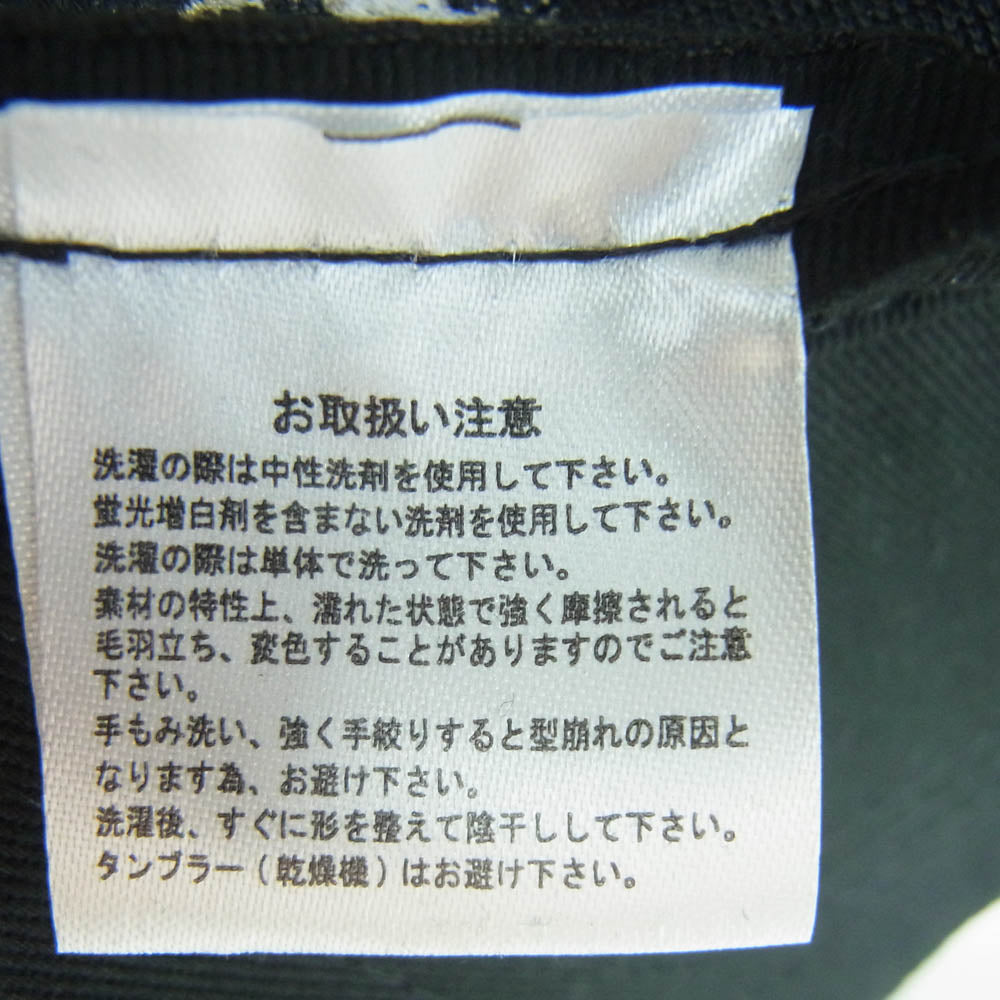 お取扱い注意
洗濯の際は中性洗剤を使用して下さい。
蛍光増白剤を含まない洗剤を使用して下さい。
洗濯の際は単体で洗って下さい。
素材の特性上、濡れた状態で強く摩擦されると
毛羽立ち、変色することがありますのでご注意
下さい。
手もみ洗い、強く手絞りすると型崩れの原因と
なります為、お避け下さい。
洗濯後、すぐに形を整えて陰干しして下さい。
タンブラー(乾燥機)はお避け下さい。